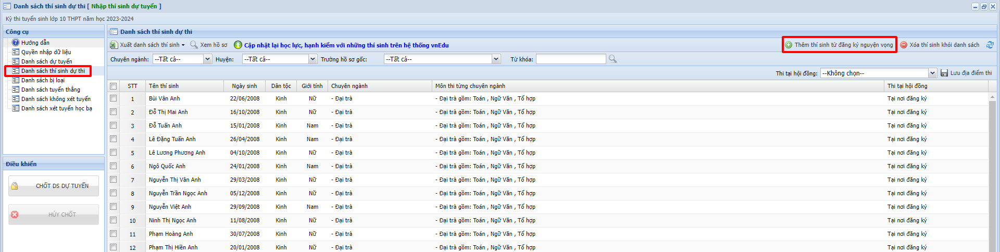 Danh sách thí sinh dự thi [ Nhập thí sinh dự tuyển ]
Kỳ thi tuyển sinh lớp 10 THPT năm học 2023-2024
Công cụ
Hướng dẫn
Quyền nhập dữ liệu
Danh sách dự tuyển
Danh sách thí sinh dự thi
Danh sách bị loại
Danh sách tuyển thẳng
Danh sách không xét tuyển
Danh sách xét tuyển học bạ
Điều khiển
CHỐT DS DỰ TUYỂN
HỦY CHỐT
Danh sách thí sinh dự thi
Xuất danh sách thí sinh Xem hồ sơ Cập nhật lại học lực, hạnh kiểm với những thí sinh trên hệ thống vnEdu Thêm thí sinh từ đăng ký nguyện vọng Xóa thí sinh khỏi danh sách
Chuyên ngành: --Tất cả-- Huyện: --Tất cả-- Trường hồ sơ gốc: --Tất cả-- Từ khóa:
Thi tại hội đồng: --Không chọn-- Lưu địa điểm thi
STT Tên thí sinh Ngày sinh Dân tộc Giới tính Chuyên ngành Môn thi từng chuyên ngành Thi tại hội đồng
1 Bùi Vân Anh 22/06/2008 Kinh Nữ - Đại trà - Đại trà gồm: Toán , Ngữ Văn , Tổ hợp Tại nơi đăng ký
2 Đỗ Thị Mai Anh 16/10/2008 Kinh Nữ - Đại trà - Đại trà gồm: Toán , Ngữ Văn , Tổ hợp Tại nơi đăng ký
3 Đỗ Tuấn Anh 15/01/2008 Kinh Nam - Đại trà - Đại trà gồm: Toán , Ngữ Văn , Tổ hợp Tại nơi đăng ký
4 Lê Đặng Tuấn Anh 26/04/2008 Kinh Nam - Đại trà - Đại trà gồm: Toán , Ngữ Văn , Tổ hợp Tại nơi đăng ký
5 Lê Lương Phương Anh 04/10/2008 Kinh Nữ - Đại trà - Đại trà gồm: Toán , Ngữ Văn , Tổ hợp Tại nơi đăng ký
6 Ngô Quốc Anh 24/01/2008 Kinh Nam - Đại trà - Đại trà gồm: Toán , Ngữ Văn , Tổ hợp Tại nơi đăng ký
7 Nguyễn Thị Vân Anh 29/03/2008 Kinh Nữ - Đại trà - Đại trà gồm: Toán , Ngữ Văn , Tổ hợp Tại nơi đăng ký
8 Nguyễn Trần Ngọc Anh 05/12/2008 Kinh Nữ - Đại trà - Đại trà gồm: Toán , Ngữ Văn , Tổ hợp Tại nơi đăng ký
9 Nguyễn Việt Anh 29/09/2008 Kinh Nam - Đại trà - Đại trà gồm: Toán , Ngữ Văn , Tổ hợp Tại nơi đăng ký
10 Ninh Thị Ngọc Anh 11/08/2008 Kinh Nữ - Đại trà - Đại trà gồm: Toán , Ngữ Văn , Tổ hợp Tại nơi đăng ký
11 Phạm Hoàng Anh 30/07/2008 Kinh Nữ - Đại trà - Đại trà gồm: Toán , Ngữ Văn , Tổ hợp Tại nơi đăng ký
12 Phạm Thị Hiền Anh 20/01/2008 Kinh Nữ - Đại trà - Đại trà gồm: Toán , Ngữ Văn , Tổ hợp Tại nơi đăng ký